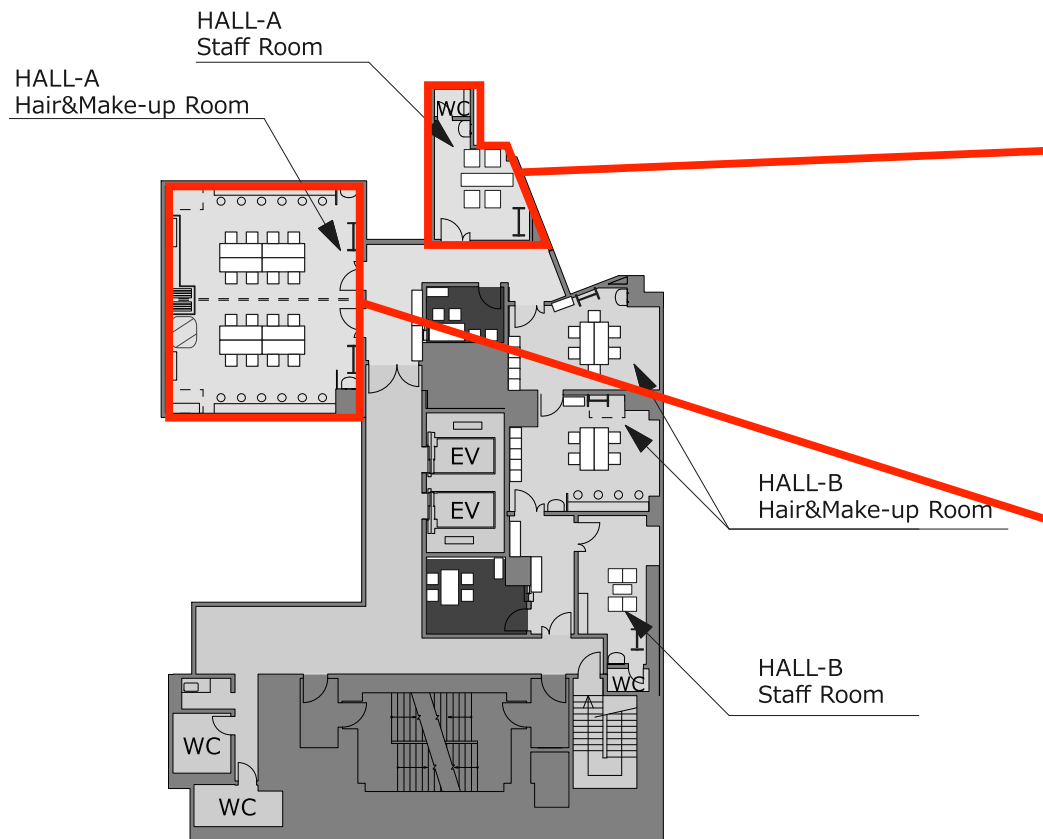 HALL-A
Staff Room
HALL-A
Hair&Make-up Room
WC
EV
EV
HALL-B
Hair&Make-up Room
HALL-B
Staff Room
WC
WC
WC